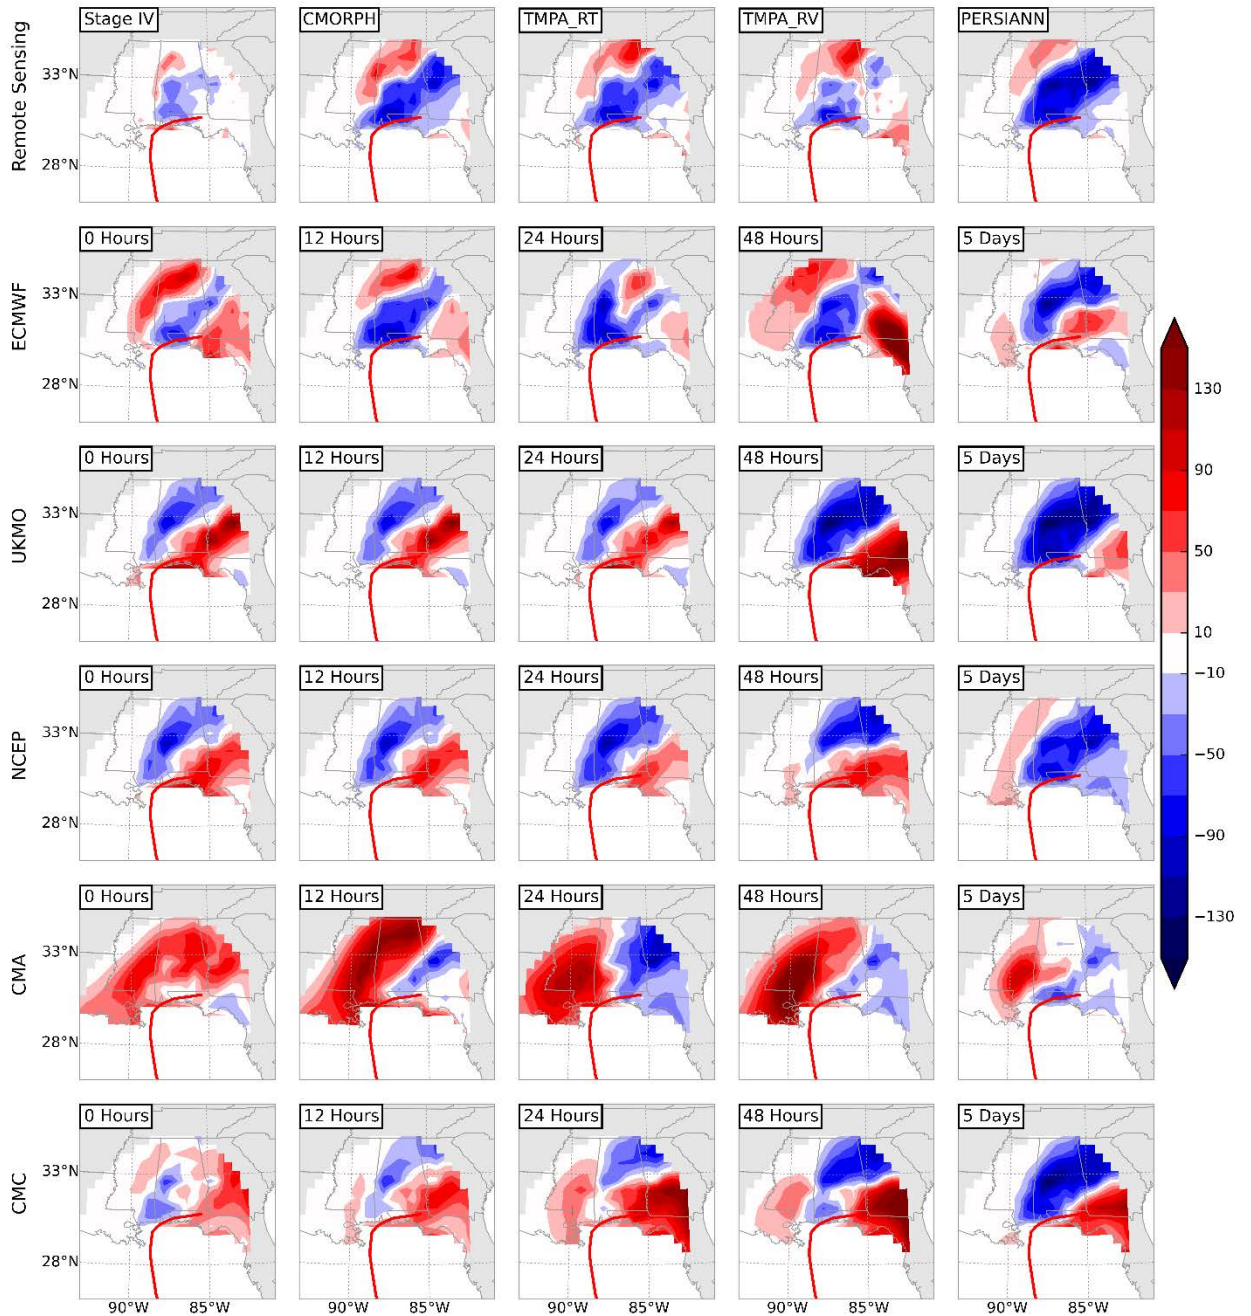 Remote Sensing
Stage IV
CMORPH
TMPA_RT
TMPA_RV
PERSIANN
33°N
28°N
ECMWF
0 Hours
12 Hours
24 Hours
48 Hours
5 Days
33°N
28°N
UKMO
0 Hours
12 Hours
24 Hours
48 Hours
5 Days
33°N
28°N
NCEP
0 Hours
12 Hours
24 Hours
48 Hours
5 Days
33°N
28°N
CMA
0 Hours
12 Hours
24 Hours
48 Hours
5 Days
33°N
28°N
CMC
0 Hours
12 Hours
24 Hours
48 Hours
5 Days
33°N
28°N
90°W 85°W 90°W 85°W 90°W 85°W 90°W 85°W 90°W 85°W
130
90
50
10
−10
−50
−90
−130